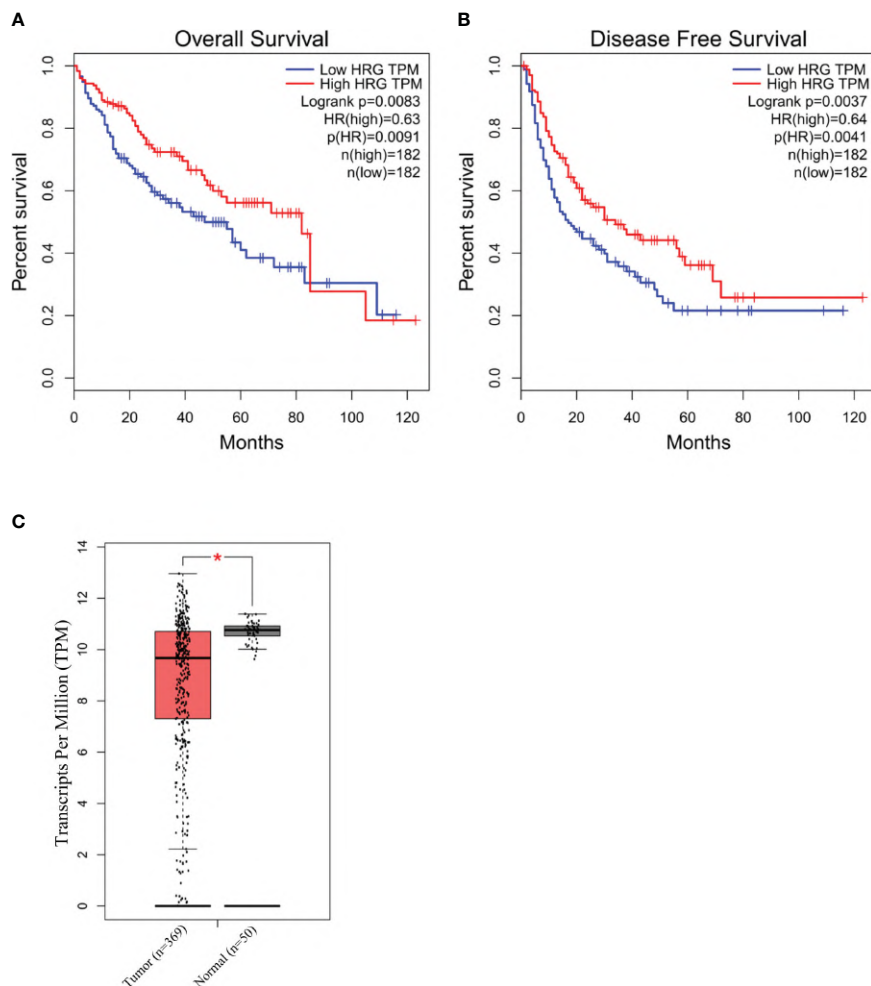 A
Overall Survival
Low HRG TPM
High HRG TPM
Logrank p=0.0083
HR(high)=0.63
p(HR)=0.0091
n(high)=182
n(low)=182
Percent survival
1.0
0.8
0.6
0.4
0.2
0.0
0 20 40 60 80 100 120
Months
B
Disease Free Survival
Low HRG TPM
High HRG TPM
Logrank p=0.0037
HR(high)=0.64
p(HR)=0.0041
n(high)=182
n(low)=182
Percent survival
1.0
0.8
0.6
0.4
0.2
0.0
0 20 40 60 80 100 120
Months
C
*
Transcripts Per Million (TPM)
14
12
10
8
6
4
2
0
Tumor (n=369)
Normal (n=50)